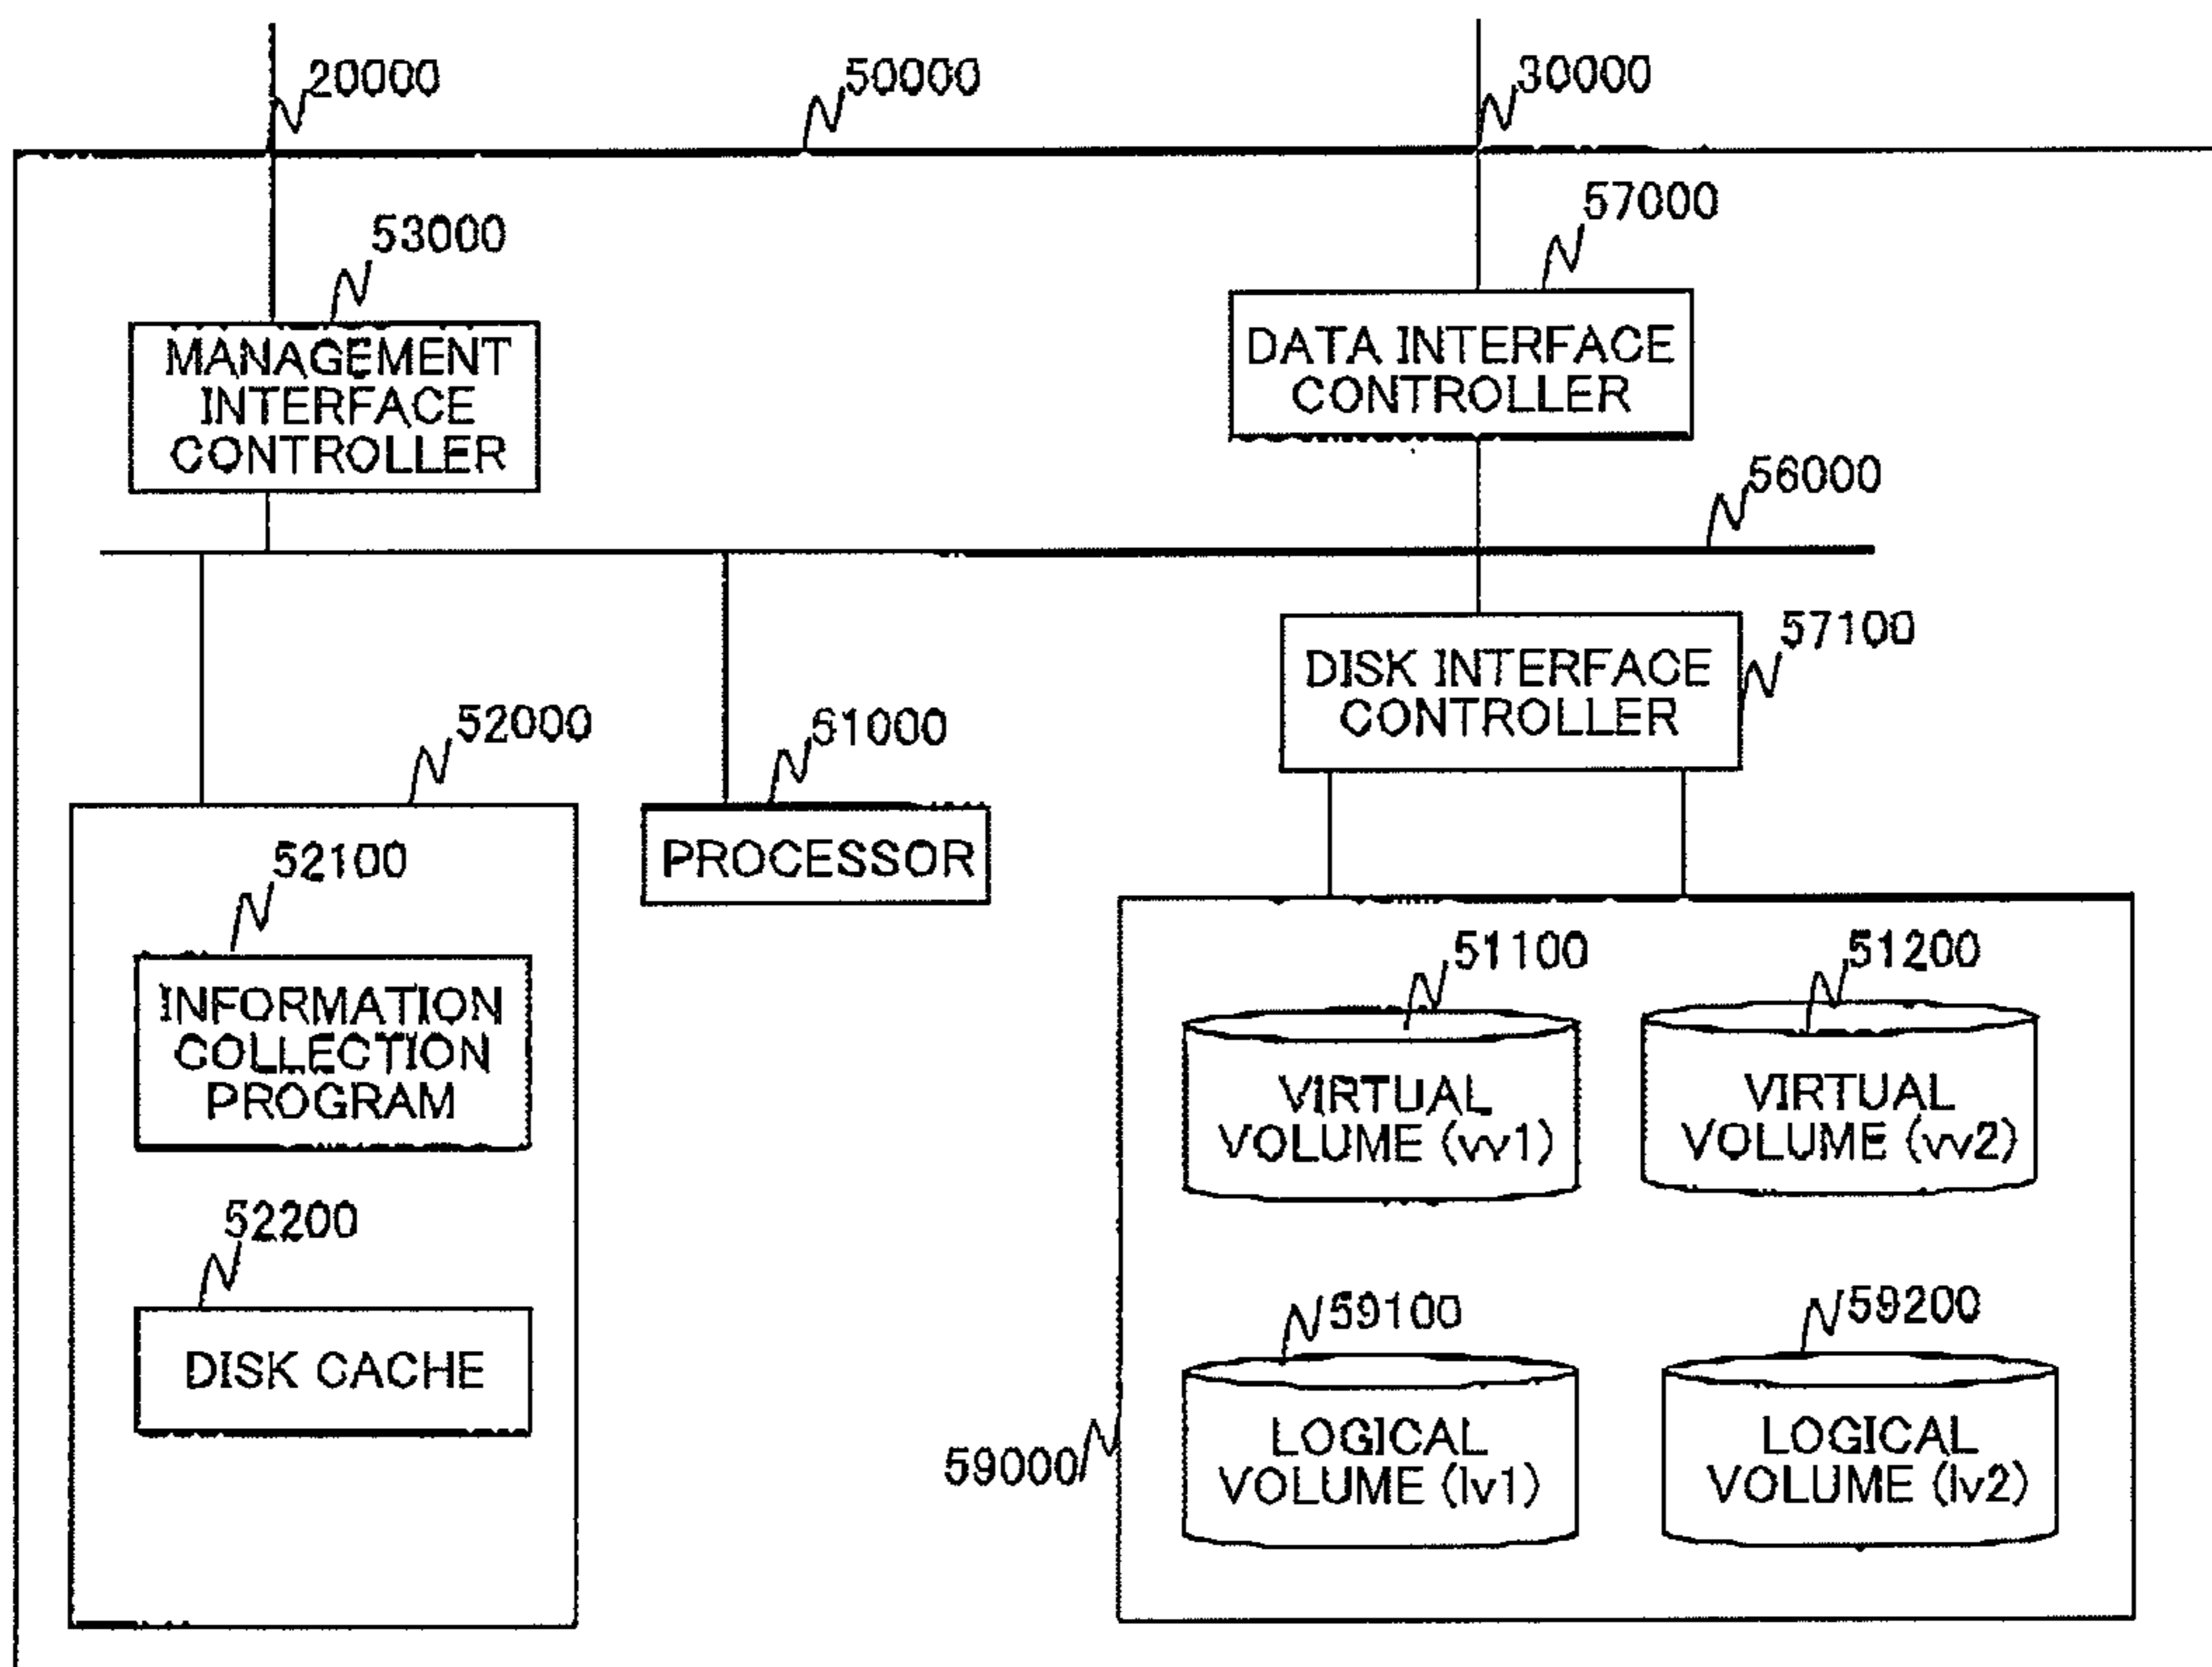 20000
50000
30000
53000
57000
MANAGEMENT
INTERFACE
CONTROLLER
DATA INTERFACE
CONTROLLER
56000
57100
DISK INTERFACE
CONTROLLER
52000
61000
PROCESSOR
52100
INFORMATION
COLLECTION
PROGRAM
52200
DISK CACHE
51100
51200
VIRTUAL
VOLUME (vv1)
VIRTUAL
VOLUME (vv2)
59100
59200
LOGICAL
VOLUME (lv1)
LOGICAL
VOLUME (lv2)
59000